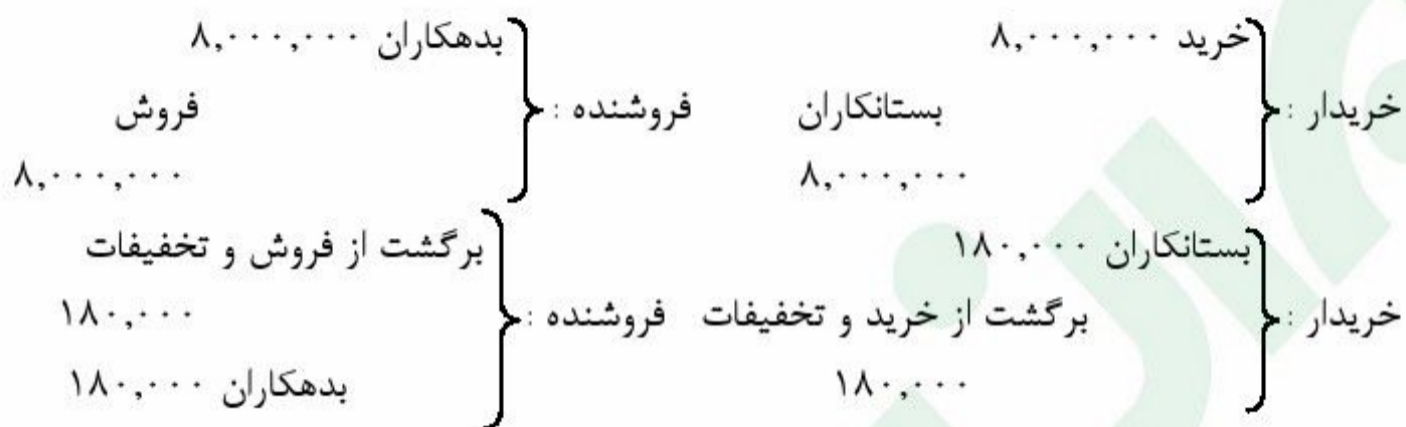 خرید ۸,۰۰۰,۰۰۰ بدهکاران ۸,۰۰۰,۰۰۰
خریدار : بستانکاران فروشنده : فروش
۸,۰۰۰,۰۰۰ ۸,۰۰۰,۰۰۰
بستانکاران ۱۸۰,۰۰۰ برگشت از فروش و تخفیفات
خریدار : برگشت از خرید و تخفیفات فروشنده : ۱۸۰,۰۰۰
۱۸۰,۰۰۰ بدهکاران ۱۸۰,۰۰۰